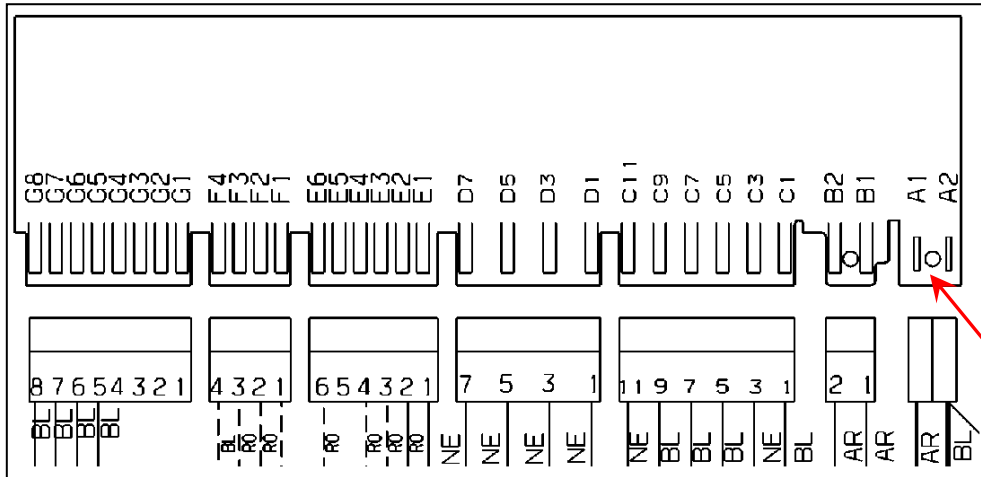 G8 G7 G6 G5 G4 G3 G2 G1 F4 F3 F2 F1 E6 E5 E4 E3 E2 E1 D7 D5 D3 D1 C11 C9 C7 C5 C3 C1 B2 B1 A1 A2
8 7 6 5 4 3 2 1 4 3 2 1 6 5 4 3 2 1 7 5 3 1 11 9 7 5 3 1 2 1
BL BL BL BL BL RO RO RO RO RO RO NE NE NE NE NE BL BL BL NE BL AR AR AR BL